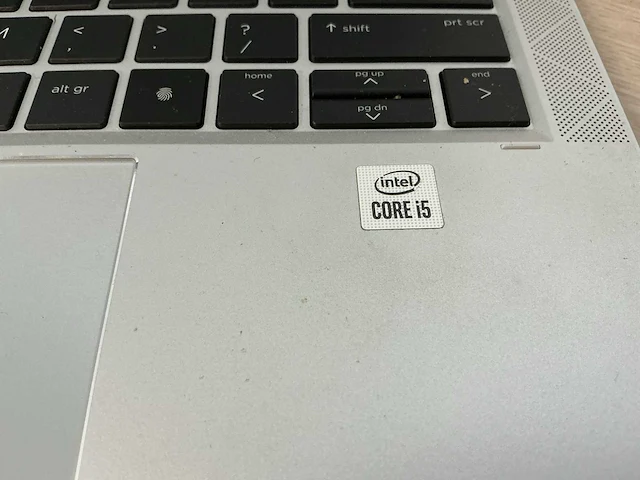 M
<
,
>
.
?
/
↑ shift
prt scr
alt gr
home
<
pg up
pg dn
end
>
intel
CORE i5